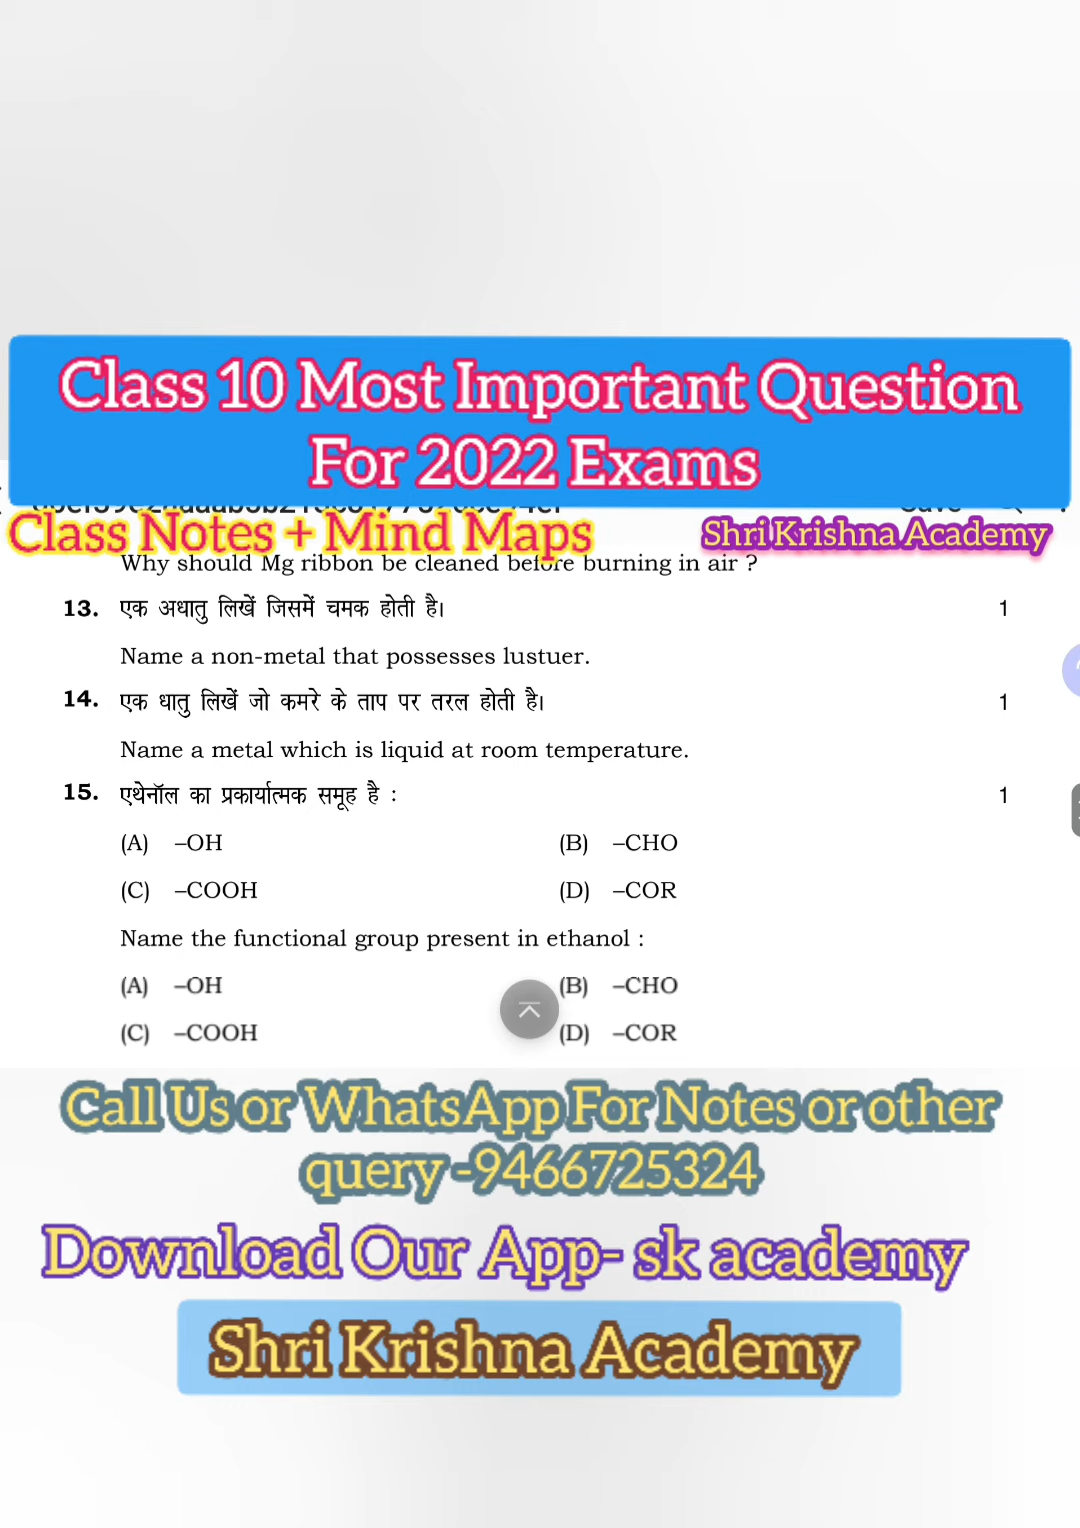 Class 10 Most Important Question
For 2022 Exams
Class Notes + Mind Maps
Shri Krishna Academy
Why should Mg ribbon be cleaned before burning in air ?
13. एक अधातु लिखें जिसमें चमक होती है। 1
Name a non-metal that possesses lustuer.
14. एक धातु लिखें जो कमरे के ताप पर तरल होती है। 1
Name a metal which is liquid at room temperature.
15. एथेनॉल का प्रकार्यात्मक समूह है : 1
(A) –OH (B) –CHO
(C) –COOH (D) –COR
Name the functional group present in ethanol :
(A) –OH (B) –CHO
(C) –COOH (D) –COR
Call Us or WhatsApp For Notes or other
query -9466725324
Download Our App- sk academy
Shri Krishna Academy